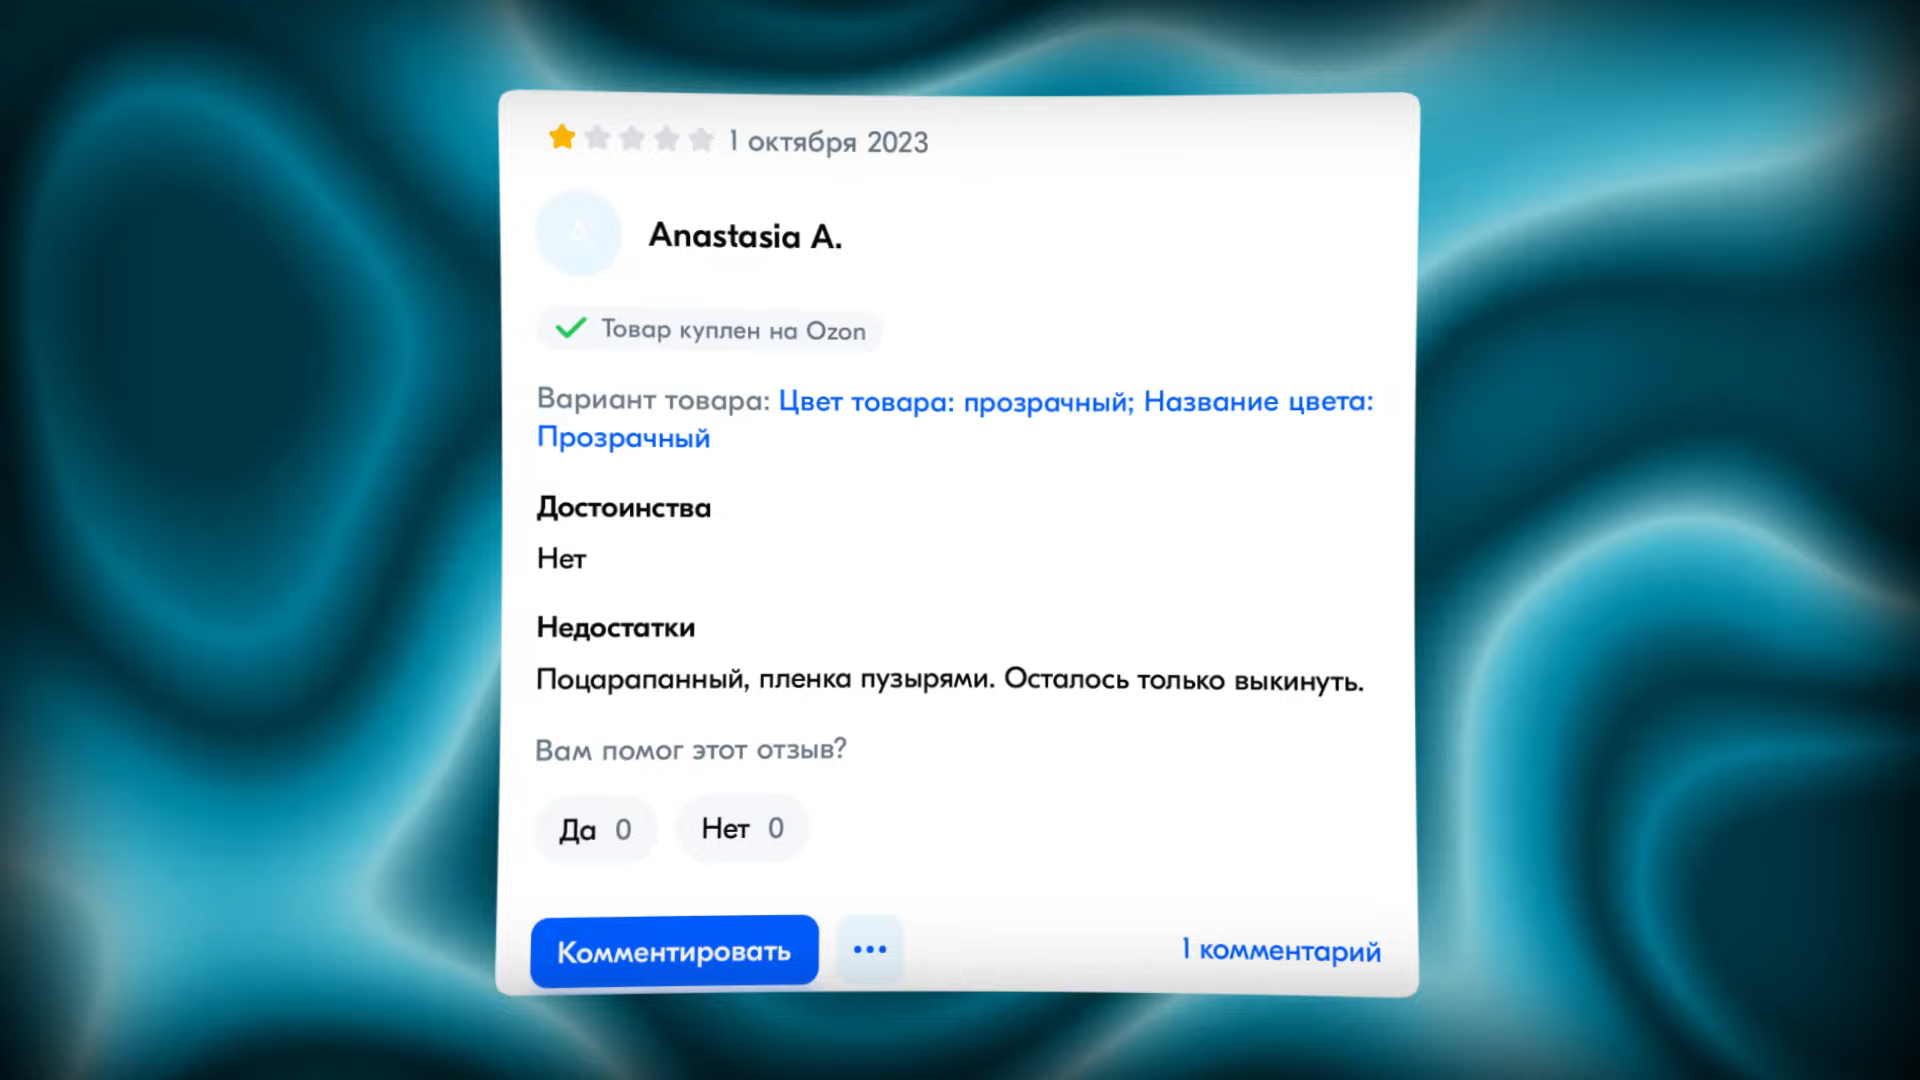 1 октября 2023
A
Anastasia A.
Товар куплен на Ozon
Вариант товара: Цвет товара: прозрачный; Название цвета:
Прозрачный
Достоинства
Нет
Недостатки
Поцарапанный, пленка пузырями. Осталось только выкинуть.
Вам помог этот отзыв?
Да 0 Нет 0
Комментировать ••• 1 комментарий